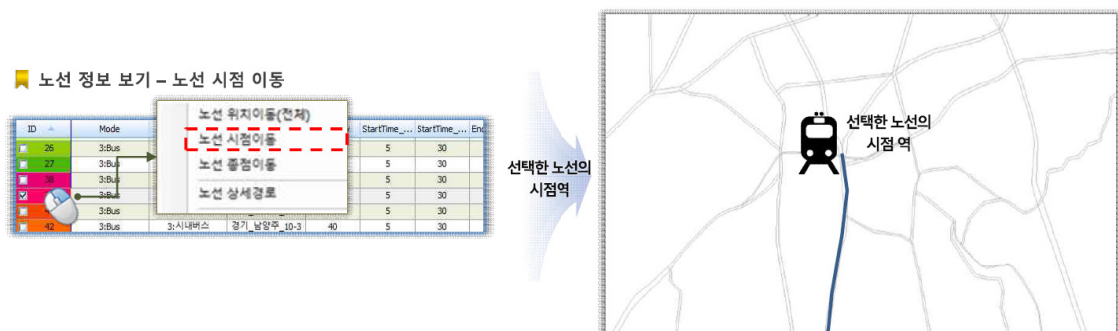 노선 정보 보기 – 노선 시점 이동
ID Mode StartTime_... StartTime_... End
노선 위치이동(전체)
노선 시점이동
노선 종점이동
노선 상세경로
26 3:Bus 5 30
27 3:Bus 5 30
38 3:Bus 5 30
3:Bus 5 30
3:Bus 5 30
42 3:Bus 3:시내버스 경기_남양주_10-3 40 5 30
선택한 노선의
시점역
선택한 노선의
시점 역